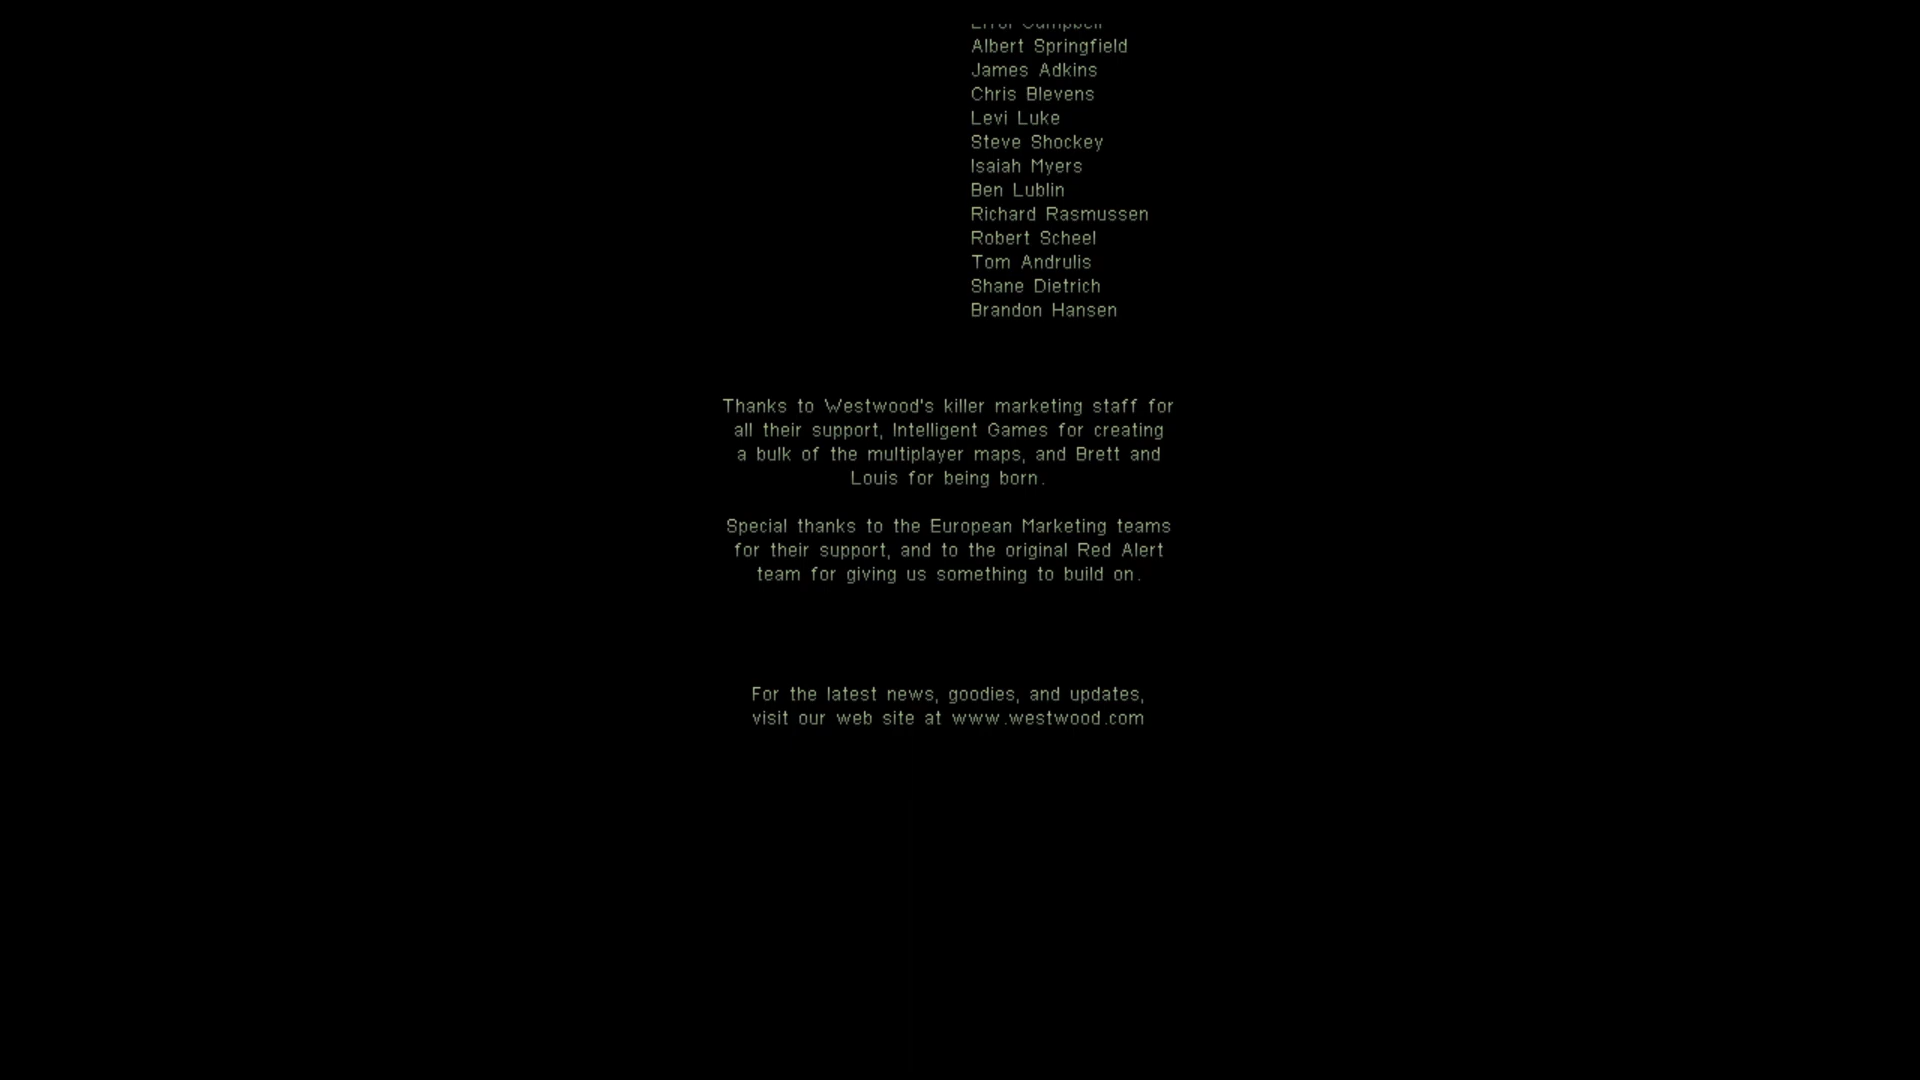 Errol Campbell
Albert Springfield
James Adkins
Chris Blevens
Levi Luke
Steve Shockey
Isaiah Myers
Ben Lublin
Richard Rasmussen
Robert Scheel
Tom Andrulis
Shane Dietrich
Brandon Hansen
Thanks to Westwood's killer marketing staff for
all their support, Intelligent Games for creating
a bulk of the multiplayer maps, and Brett and
Louis for being born.
Special thanks to the European Marketing teams
for their support, and to the original Red Alert
team for giving us something to build on.
For the latest news, goodies, and updates,
visit our web site at www.westwood.com